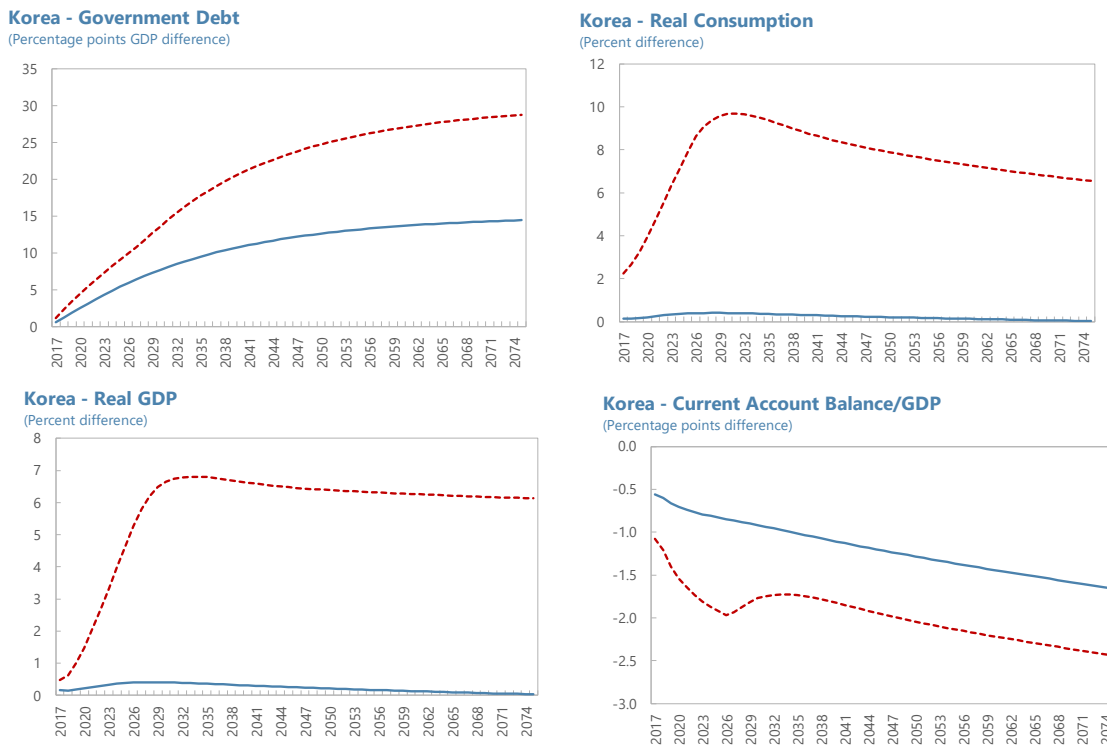 Korea - Government Debt
(Percentage points GDP difference)
35
30
25
20
15
10
5
0
2017 2020 2023 2026 2029 2032 2035 2038 2041 2044 2047 2050 2053 2056 2059 2062 2065 2068 2071 2074
Korea - Real Consumption
(Percent difference)
12
10
8
6
4
2
0
2017 2020 2023 2026 2029 2032 2035 2038 2041 2044 2047 2050 2053 2056 2059 2062 2065 2068 2071 2074
Korea - Real GDP
(Percent difference)
8
7
6
5
4
3
2
1
0
2017 2020 2023 2026 2029 2032 2035 2038 2041 2044 2047 2050 2053 2056 2059 2062 2065 2068 2071 2074
Korea - Current Account Balance/GDP
(Percentage points difference)
0.0
-0.5
-1.0
-1.5
-2.0
-2.5
-3.0
2017 2020 2023 2026 2029 2032 2035 2038 2041 2044 2047 2050 2053 2056 2059 2062 2065 2068 2071 2074